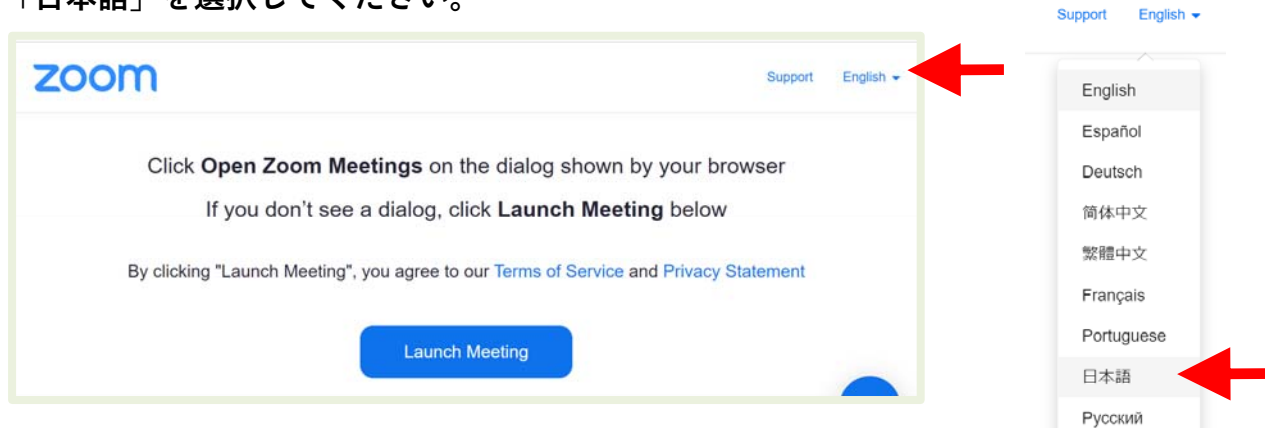 「日本語」を選択してください。
zoom
Support English
Click Open Zoom Meetings on the dialog shown by your browser
If you don't see a dialog, click Launch Meeting below
By clicking "Launch Meeting", you agree to our Terms of Service and Privacy Statement
Launch Meeting
Support English
English
Español
Deutsch
简体中文
繁體中文
Français
Portuguese
日本語
Русский